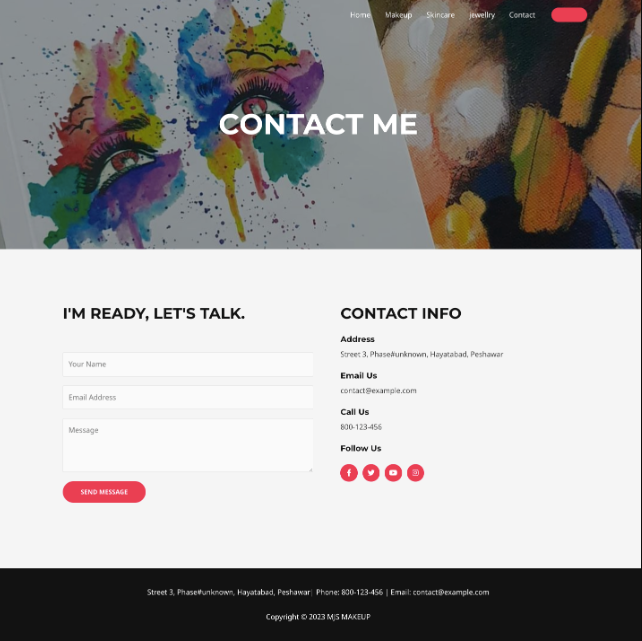 Home Makeup Skincare Jewellry Contact
CONTACT ME
I'M READY, LET'S TALK.
Your Name
Email Address
Message
SEND MESSAGE
CONTACT INFO
Address
Street 3, Phase#unknown, Hayatabad, Peshawar
Email Us
contact@example.com
Call Us
800-123-456
Follow Us
Street 3, Phase#unknown, Hayatabad, Peshawar| Phone: 800-123-456 | Email: contact@example.com
Copyright © 2023 MJS MAKEUP